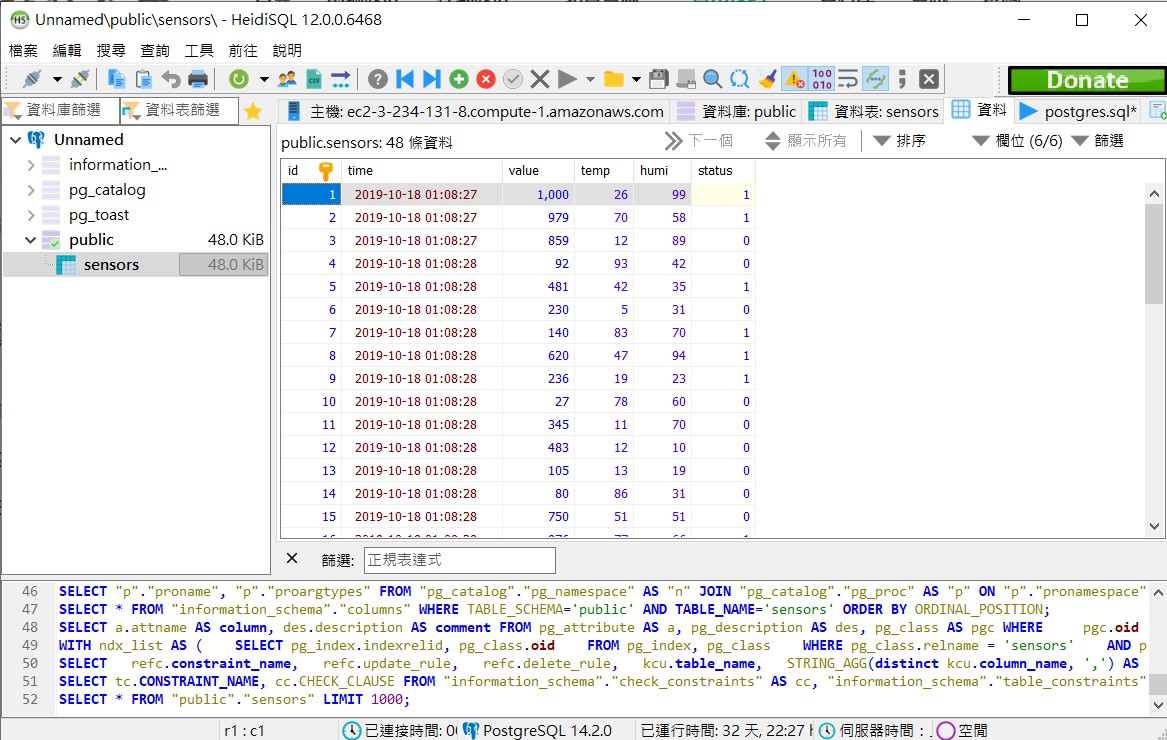 Unnamed\public\sensors\ - HeidiSQL 12.0.0.6468
檔案 編輯 搜尋 查詢 工具 前往 說明
Donate
資料庫篩選 資料表篩選 主機: ec2-3-234-131-8.compute-1.amazonaws.com 資料庫: public 資料表: sensors 資料 postgres.sql*
Unnamed
information_...
pg_catalog
pg_toast
public 48.0 KiB
sensors 48.0 KiB
public.sensors: 48 條資料 下一個 顯示所有 排序 欄位 (6/6) 篩選
id time value temp humi status
1 2019-10-18 01:08:27 1,000 26 99 1
2 2019-10-18 01:08:27 979 70 58 1
3 2019-10-18 01:08:27 859 12 89 0
4 2019-10-18 01:08:28 92 93 42 0
5 2019-10-18 01:08:28 481 42 35 1
6 2019-10-18 01:08:28 230 5 31 0
7 2019-10-18 01:08:28 140 83 70 1
8 2019-10-18 01:08:28 620 47 94 1
9 2019-10-18 01:08:28 236 19 23 1
10 2019-10-18 01:08:28 27 78 60 0
11 2019-10-18 01:08:28 345 11 70 0
12 2019-10-18 01:08:28 483 12 10 0
13 2019-10-18 01:08:28 105 13 19 0
14 2019-10-18 01:08:28 80 86 31 0
15 2019-10-18 01:08:28 750 51 51 0
篩選: 正規表達式
46 SELECT "p"."proname", "p"."proargtypes" FROM "pg_catalog"."pg_namespace" AS "n" JOIN "pg_catalog"."pg_proc" AS "p" ON "p"."pronamespace"
47 SELECT * FROM "information_schema"."columns" WHERE TABLE_SCHEMA='public' AND TABLE_NAME='sensors' ORDER BY ORDINAL_POSITION;
48 SELECT a.attname AS column, des.description AS comment FROM pg_attribute AS a, pg_description AS des, pg_class AS pgc WHERE pgc.oid
49 WITH ndx_list AS ( SELECT pg_index.indexrelid, pg_class.oid FROM pg_index, pg_class WHERE pg_class.relname = 'sensors' AND p
50 SELECT refc.constraint_name, refc.update_rule, refc.delete_rule, kcu.table_name, STRING_AGG(distinct kcu.column_name, ',') AS
51 SELECT tc.CONSTRAINT_NAME, cc.CHECK_CLAUSE FROM "information_schema"."check_constraints" AS cc, "information_schema"."table_constraints"
52 SELECT * FROM "public"."sensors" LIMIT 1000;
r1 : c1 已連接時間: 0 PostgreSQL 14.2.0 已運行時間: 32 天, 22:27 伺服器時間: 空閒